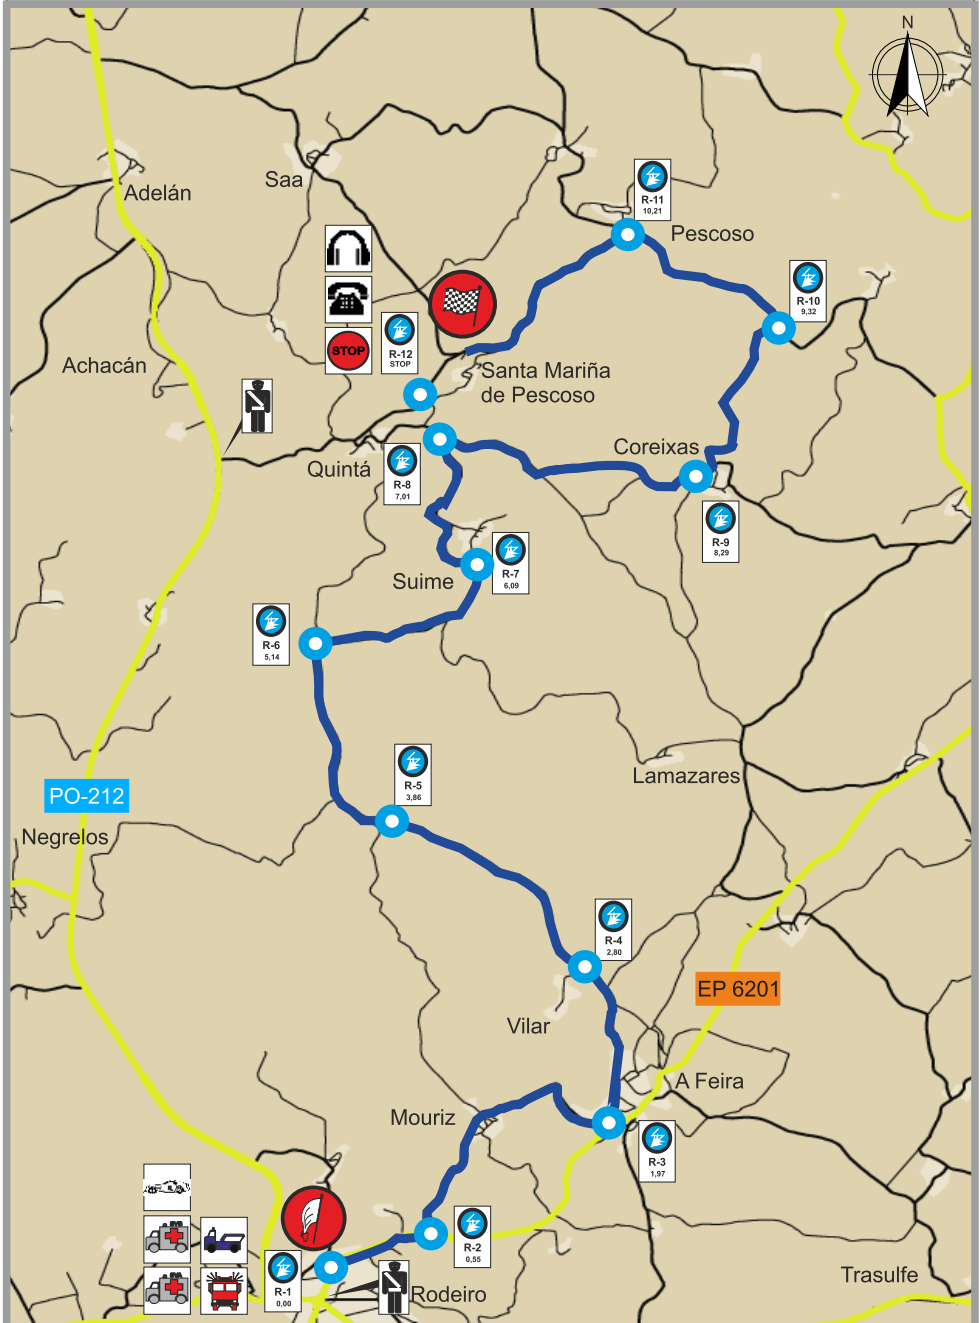 N
R-11
10,21
Adelán
Saa
Pescoso
R-10
9,32
STOP
R-12
STOP
Achacán
Santa Mariña
de Pescoso
Coreixas
Quintá
R-8
7,01
R-9
8,29
Suime
R-7
6,09
R-6
5,14
Lamazares
R-5
3,86
PO-212
Negrelos
R-4
2,80
EP 6201
Vilar
A Feira
Mouriz
R-3
1,97
R-2
0,55
Trasulfe
R-1
0,00
Rodeiro